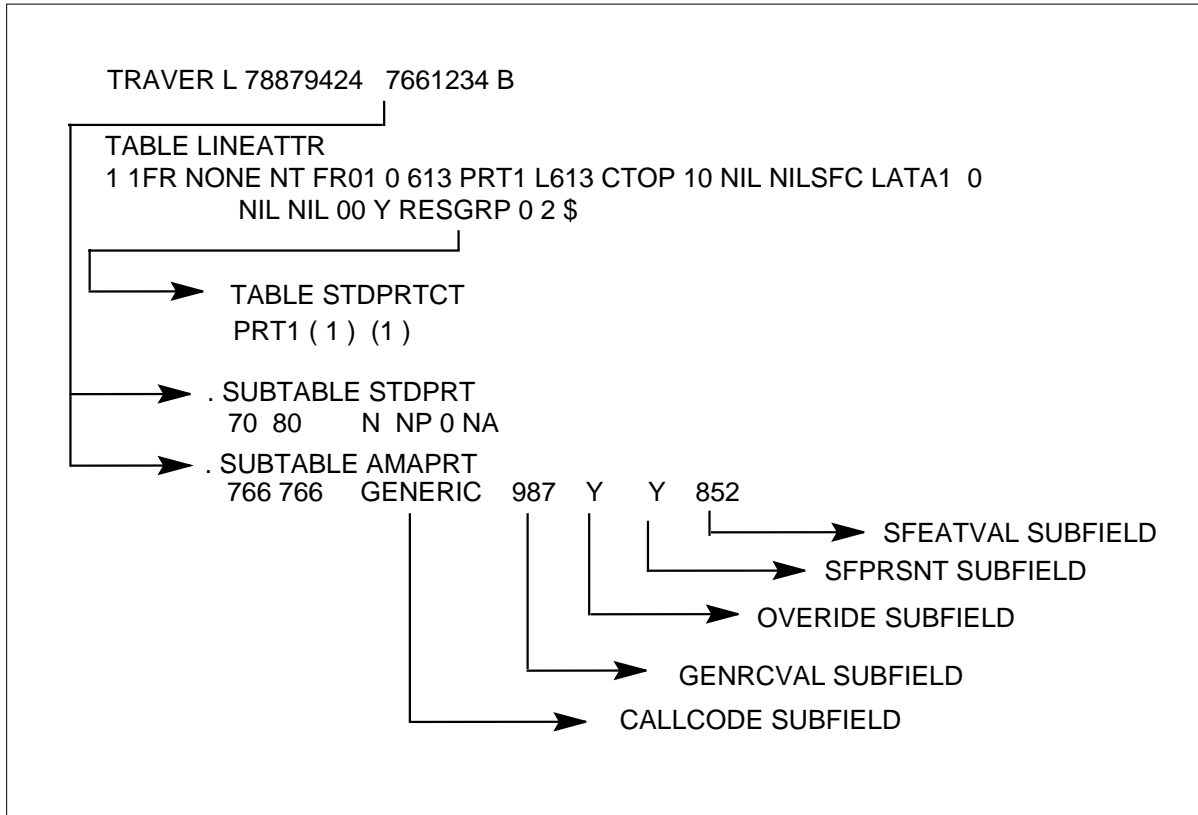 TRAVER L 78879424 7661234 B
TABLE LINEATTR
1 1FR NONE NT FR01 0 613 PRT1 L613 CTOP 10 NIL NILSFC LATA1 0
NIL NIL 00 Y RESGRP 0 2 $
TABLE STDPRTCT
PRT1 ( 1 ) (1 )
. SUBTABLE STDPRT
70 80 N NP 0 NA
. SUBTABLE AMAPRT
766 766 GENERIC 987 Y Y 852
SFEATVAL SUBFIELD
SFPRSNT SUBFIELD
OVERIDE SUBFIELD
GENRCVAL SUBFIELD
CALLCODE SUBFIELD